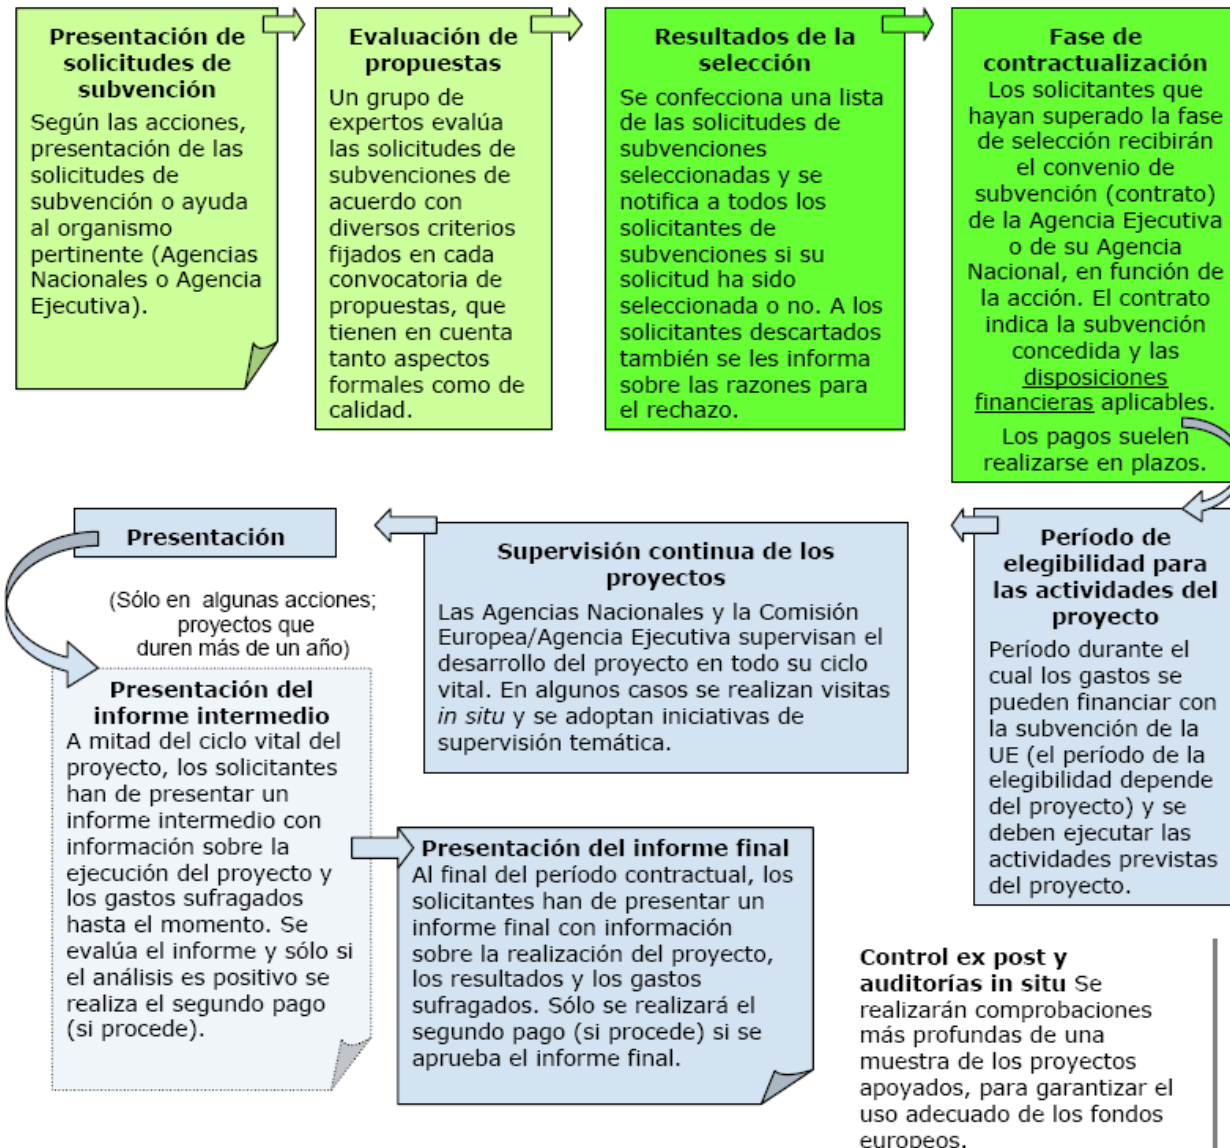 Presentación de
solicitudes de
subvención
Según las acciones,
presentación de las
solicitudes de
subvención o ayuda
al organismo
pertinente (Agencias
Nacionales o Agencia
Ejecutiva).
Evaluación de
propuestas
Un grupo de
expertos evalúa
las solicitudes de
subvenciones de
acuerdo con
diversos criterios
fijados en cada
convocatoria de
propuestas, que
tienen en cuenta
tanto aspectos
formales como de
calidad.
Resultados de la
selección
Se confecciona una lista
de las solicitudes de
subvenciones
seleccionadas y se
notifica a todos los
solicitantes de
subvenciones si su
solicitud ha sido
seleccionada o no. A los
solicitantes descartados
también se les informa
sobre las razones para
el rechazo.
Fase de
contractualización
Los solicitantes que
hayan superado la fase
de selección recibirán
el convenio de
subvención (contrato)
de la Agencia Ejecutiva
o de su Agencia
Nacional, en función de
la acción. El contrato
indica la subvención
concedida y las
disposiciones
financieras aplicables.
Los pagos suelen
realizarse en plazos.
Período de
elegibilidad para
las actividades del
proyecto
Período durante el
cual los gastos se
pueden financiar con
la subvención de la
UE (el período de la
elegibilidad depende
del proyecto) y se
deben ejecutar las
actividades previstas
del proyecto.
Supervisión continua de los
proyectos
Las Agencias Nacionales y la Comisión
Europea/Agencia Ejecutiva supervisan el
desarrollo del proyecto en todo su ciclo
vital. En algunos casos se realizan visitas
in situ y se adoptan iniciativas de
supervisión temática.
Presentación
(Sólo en algunas acciones;
proyectos que
duren más de un año)
Presentación del
informe intermedio
A mitad del ciclo vital del
proyecto, los solicitantes
han de presentar un
informe intermedio con
información sobre la
ejecución del proyecto y
los gastos sufragados
hasta el momento. Se
evalúa el informe y sólo si
el análisis es positivo se
realiza el segundo pago
(si procede).
Presentación del informe final
Al final del período contractual, los
solicitantes han de presentar un
informe final con información
sobre la realización del proyecto,
los resultados y los gastos
sufragados. Sólo se realizará el
segundo pago (si procede) si se
aprueba el informe final.
Control ex post y
auditorías in situ Se
realizarán comprobaciones
más profundas de una
muestra de los proyectos
apoyados, para garantizar el
uso adecuado de los fondos
europeos.